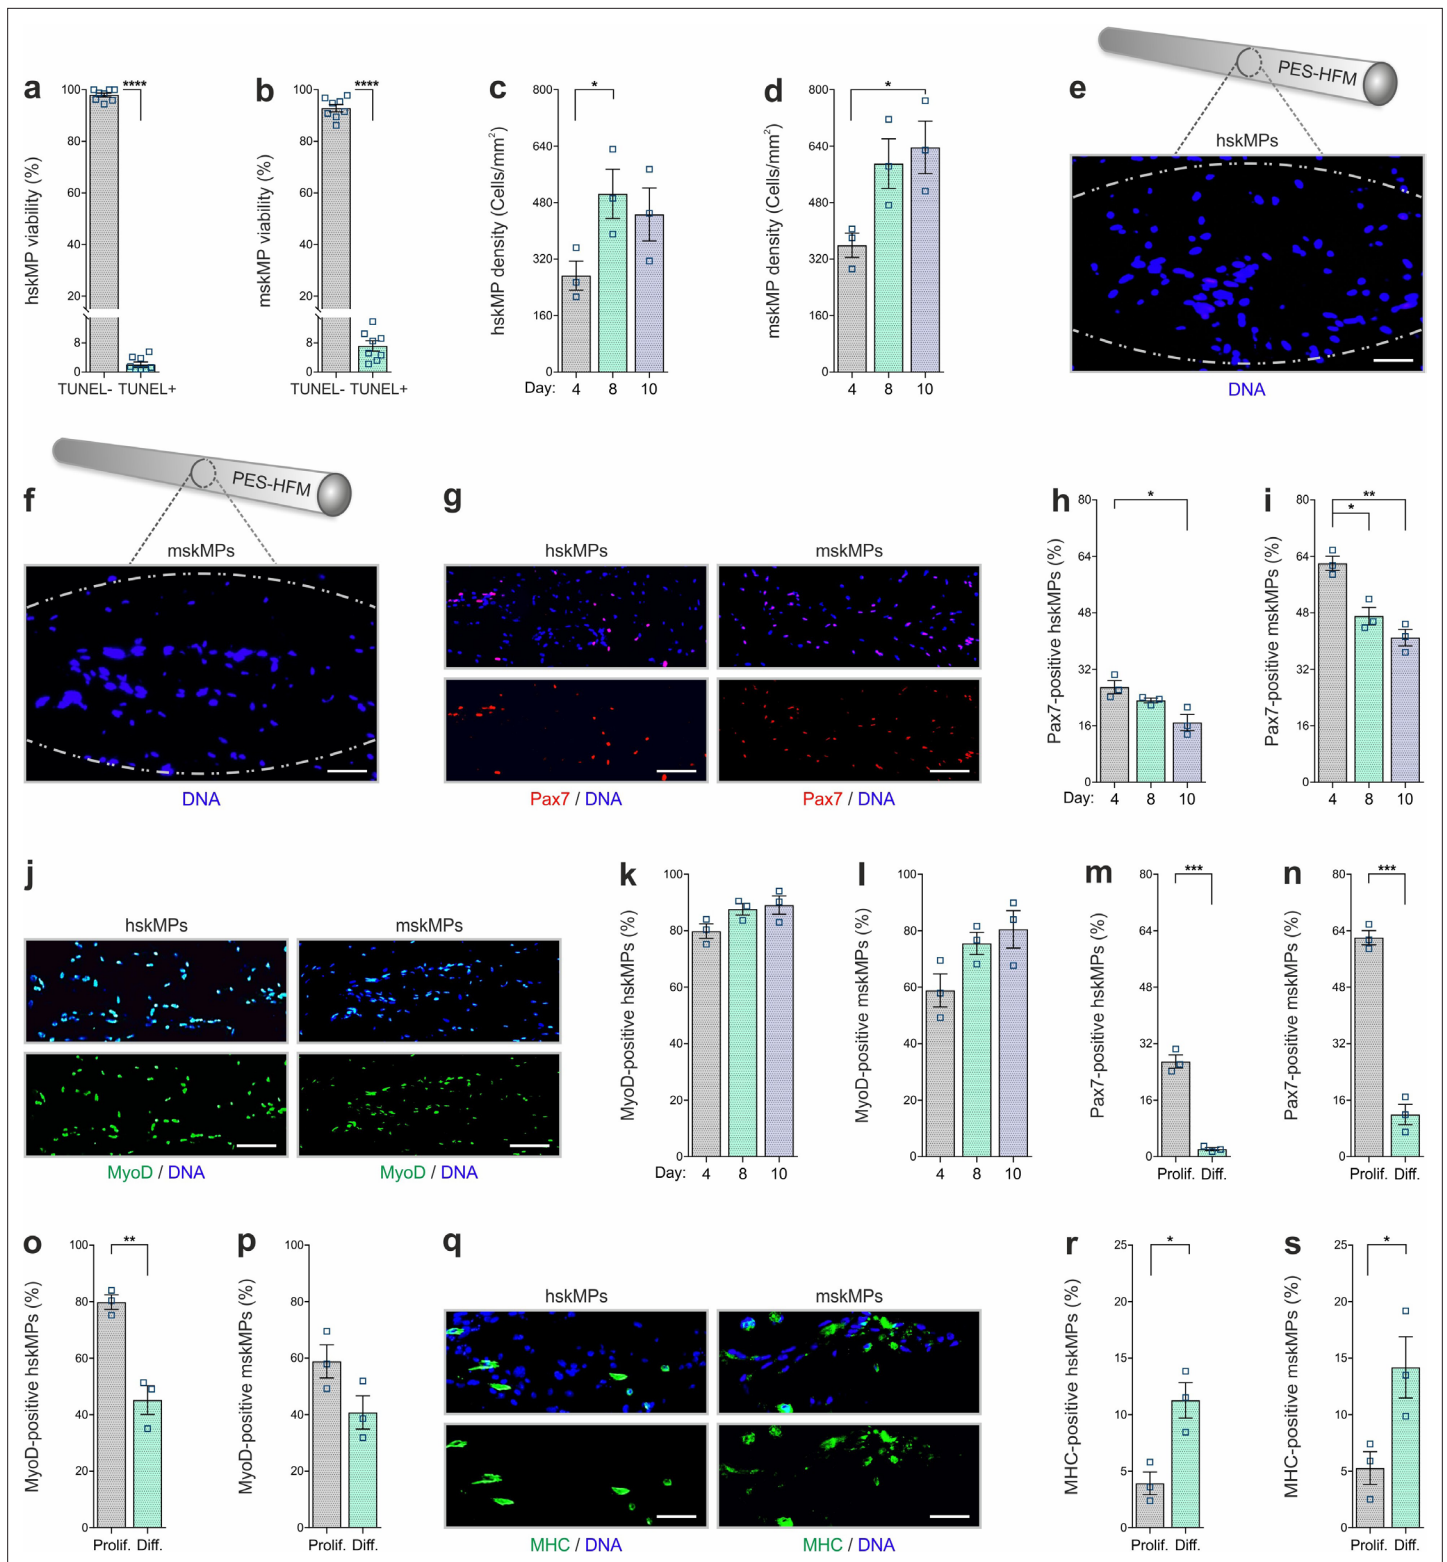 a
hskMP viability (%)
100
80
60
40
20
8
0
****
TUNEL- TUNEL+
b
mskMP viability (%)
100
80
60
40
20
8
0
****
TUNEL- TUNEL+
c
hskMP density (Cells/mm²)
800
640
480
320
160
0
*
Day: 4 8 10
d
mskMP density (Cells/mm²)
800
640
480
320
160
0
*
4 8 10
e
PES-HFM
hskMPs
DNA
f
PES-HFM
mskMPs
DNA
g
hskMPs mskMPs
Pax7 / DNA Pax7 / DNA
h
Pax7-positive hskMPs (%)
80
64
48
32
16
0
*
Day: 4 8 10
i
Pax7-positive mskMPs (%)
80
64
48
32
16
0
**
*
4 8 10
j
hskMPs mskMPs
MyoD / DNA MyoD / DNA
k
MyoD-positive hskMPs (%)
100
80
60
40
20
0
Day: 4 8 10
l
MyoD-positive mskMPs (%)
100
80
60
40
20
0
4 8 10
m
Pax7-positive hskMPs (%)
80
64
48
32
16
0
***
Prolif. Diff.
n
Pax7-positive mskMPs (%)
80
64
48
32
16
0
***
Prolif. Diff.
o
MyoD-positive hskMPs (%)
100
80
60
40
20
0
**
Prolif. Diff.
p
MyoD-positive mskMPs (%)
100
80
60
40
20
0
Prolif. Diff.
q
hskMPs mskMPs
MHC / DNA MHC / DNA
r
MHC-positive hskMPs (%)
25
20
15
10
5
0
*
Prolif. Diff.
s
MHC-positive mskMPs (%)
25
20
15
10
5
0
*
Prolif. Diff.